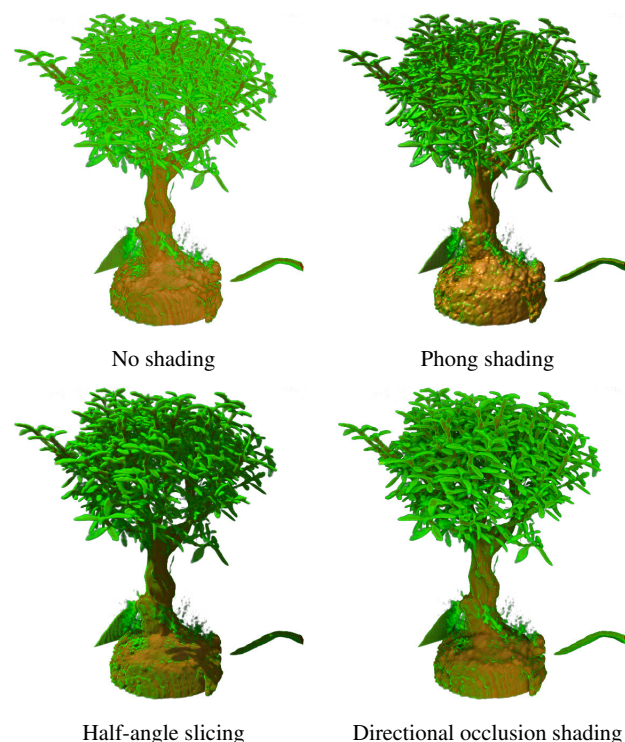 No shading
Phong shading
Half-angle slicing
Directional occlusion shading